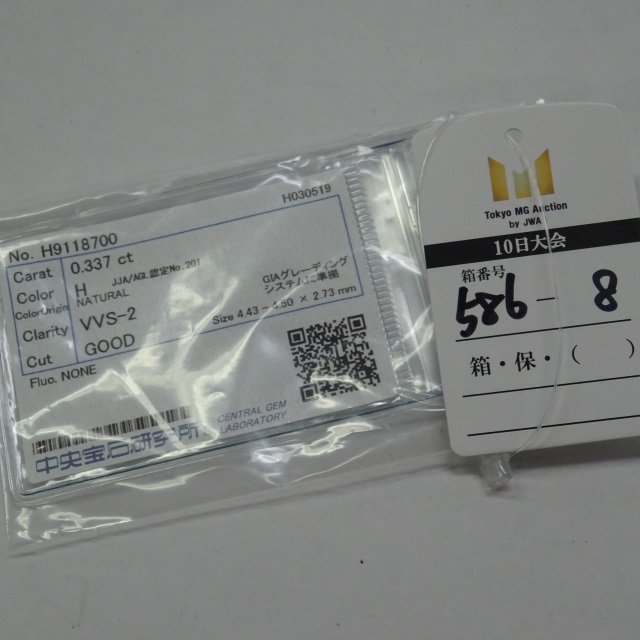 H030519
No. H9118700
Carat 0.337 ct
JJA/AGL 認定No.201
Color H
Color Origin NATURAL
GIAグレーディング
システムに準拠
Clarity VVS-2
Size 4.43 - 4.50 × 2.73 mm
Cut GOOD
Fluo. NONE
中央宝石研究所
CENTRAL GEM
LABORATORY
Tokyo MG Auction
by JWA
10日大会
箱番号
586 - 8
箱・保・( )